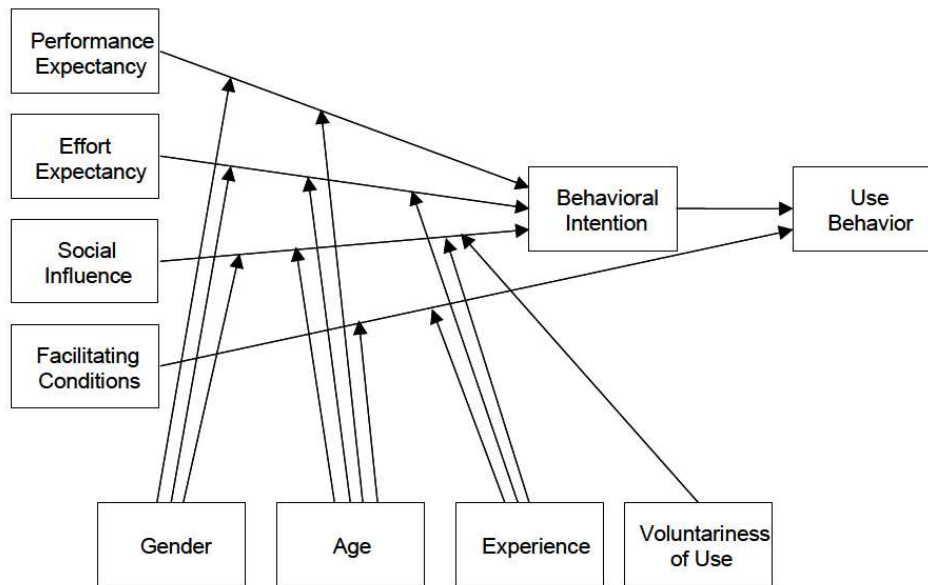 Performance
Expectancy
Effort
Expectancy
Social
Influence
Facilitating
Conditions
Behavioral
Intention
Use
Behavior
Gender
Age
Experience
Voluntariness
of Use